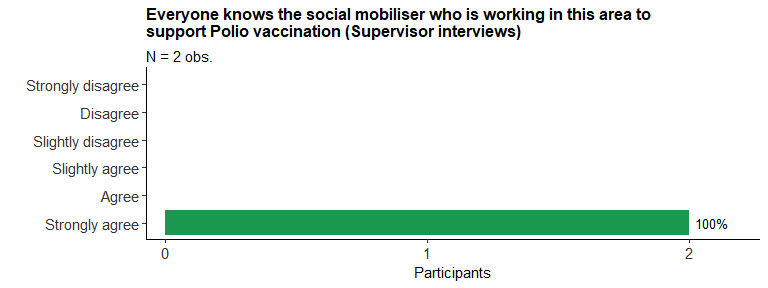 Everyone knows the social mobiliser who is working in this area to
support Polio vaccination (Supervisor interviews)
N = 2 obs.
Strongly disagree
Disagree
Slightly disagree
Slightly agree
Agree
Strongly agree
100%
0
1
2
Participants